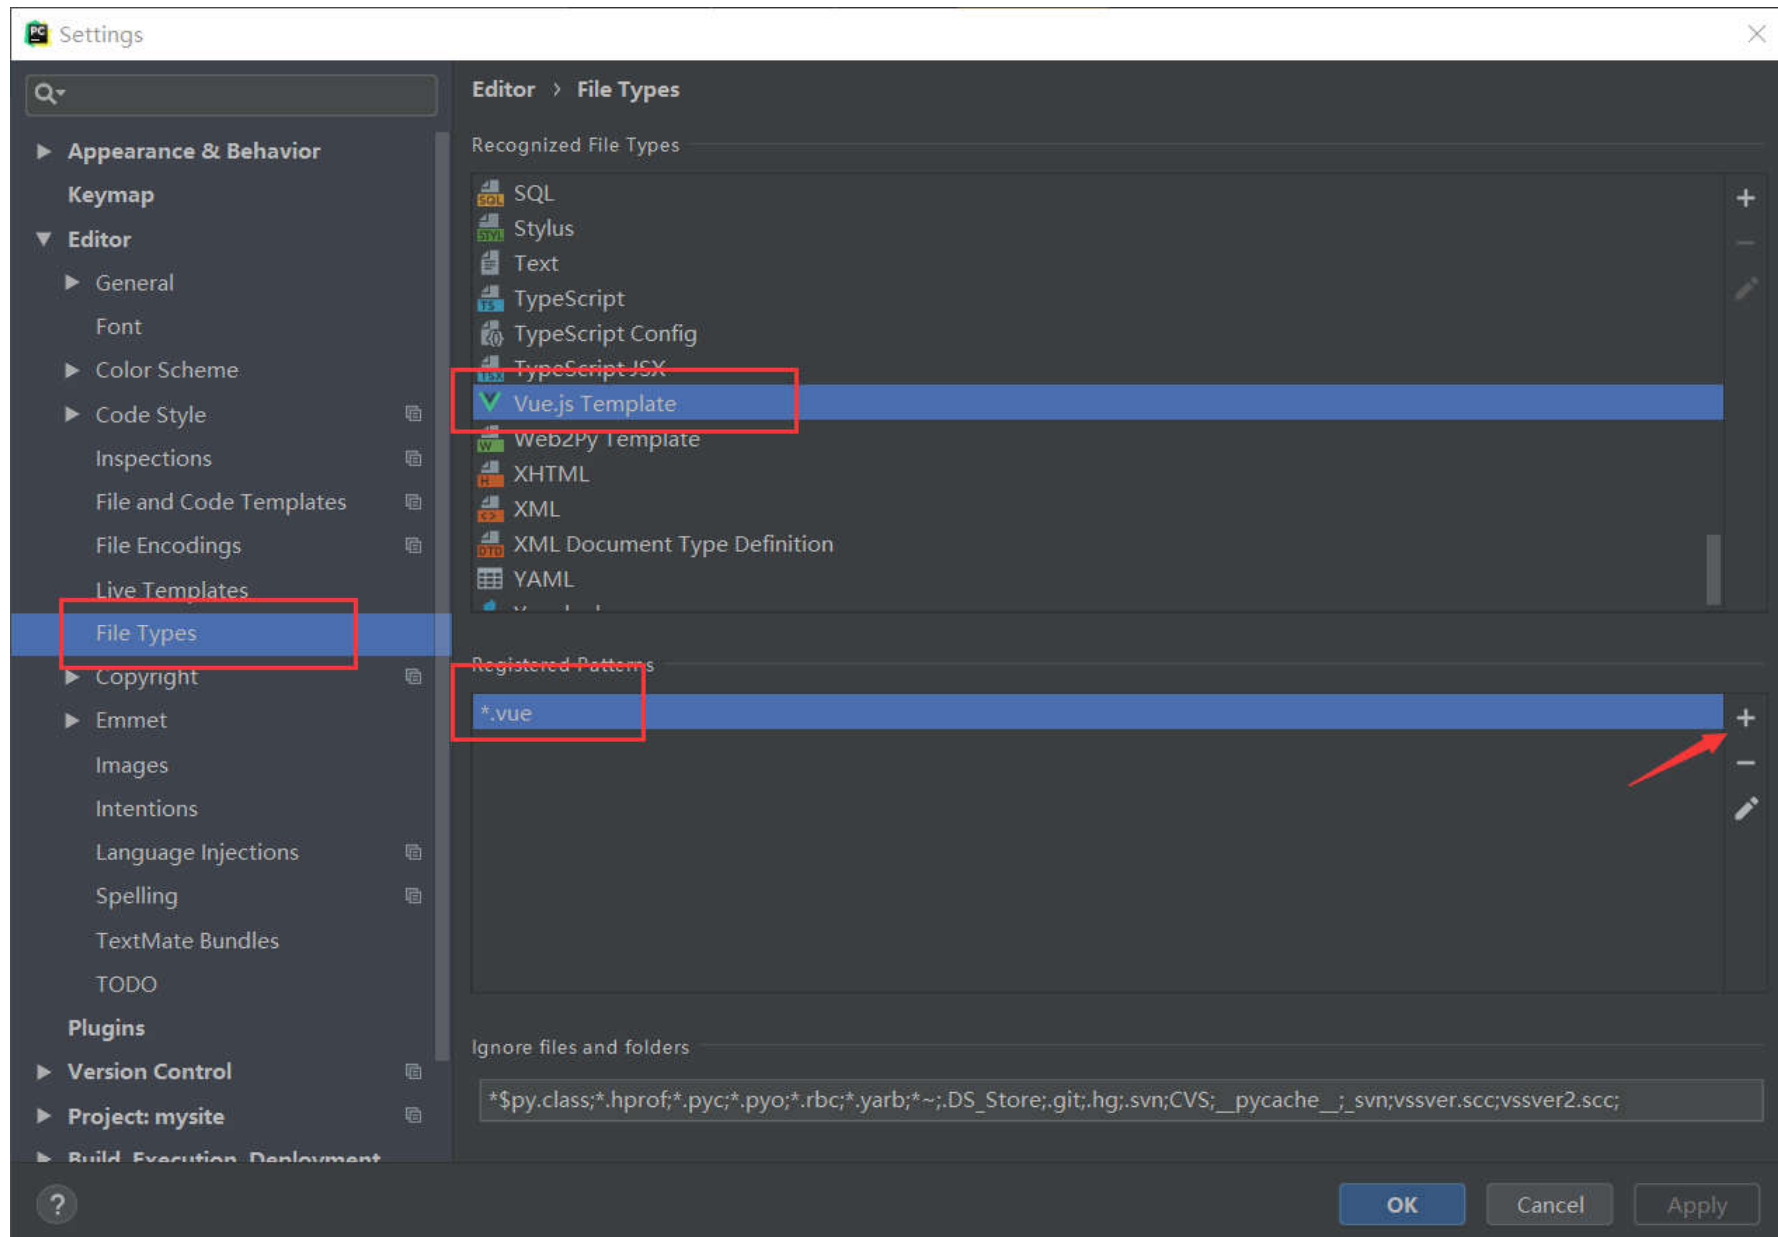 Settings
Appearance & Behavior
Keymap
Editor
General
Font
Color Scheme
Code Style
Inspections
File and Code Templates
File Encodings
Live Templates
File Types
Copyright
Emmet
Images
Intentions
Language Injections
Spelling
TextMate Bundles
TODO
Plugins
Version Control
Project: mysite
Build, Execution, Deployment
Editor › File Types
Recognized File Types
SQL
Stylus
Text
TypeScript
TypeScript Config
TypeScript JSX
Vue.js Template
Web2Py Template
XHTML
XML
XML Document Type Definition
YAML
Registered Patterns
*.vue
Ignore files and folders
*$py.class;*.hprof;*.pyc;*.pyo;*.rbc;*.yarb;*~;.DS_Store;.git;.hg;.svn;CVS;__pycache__;_svn;vssver.scc;vssver2.scc;
OK
Cancel
Apply